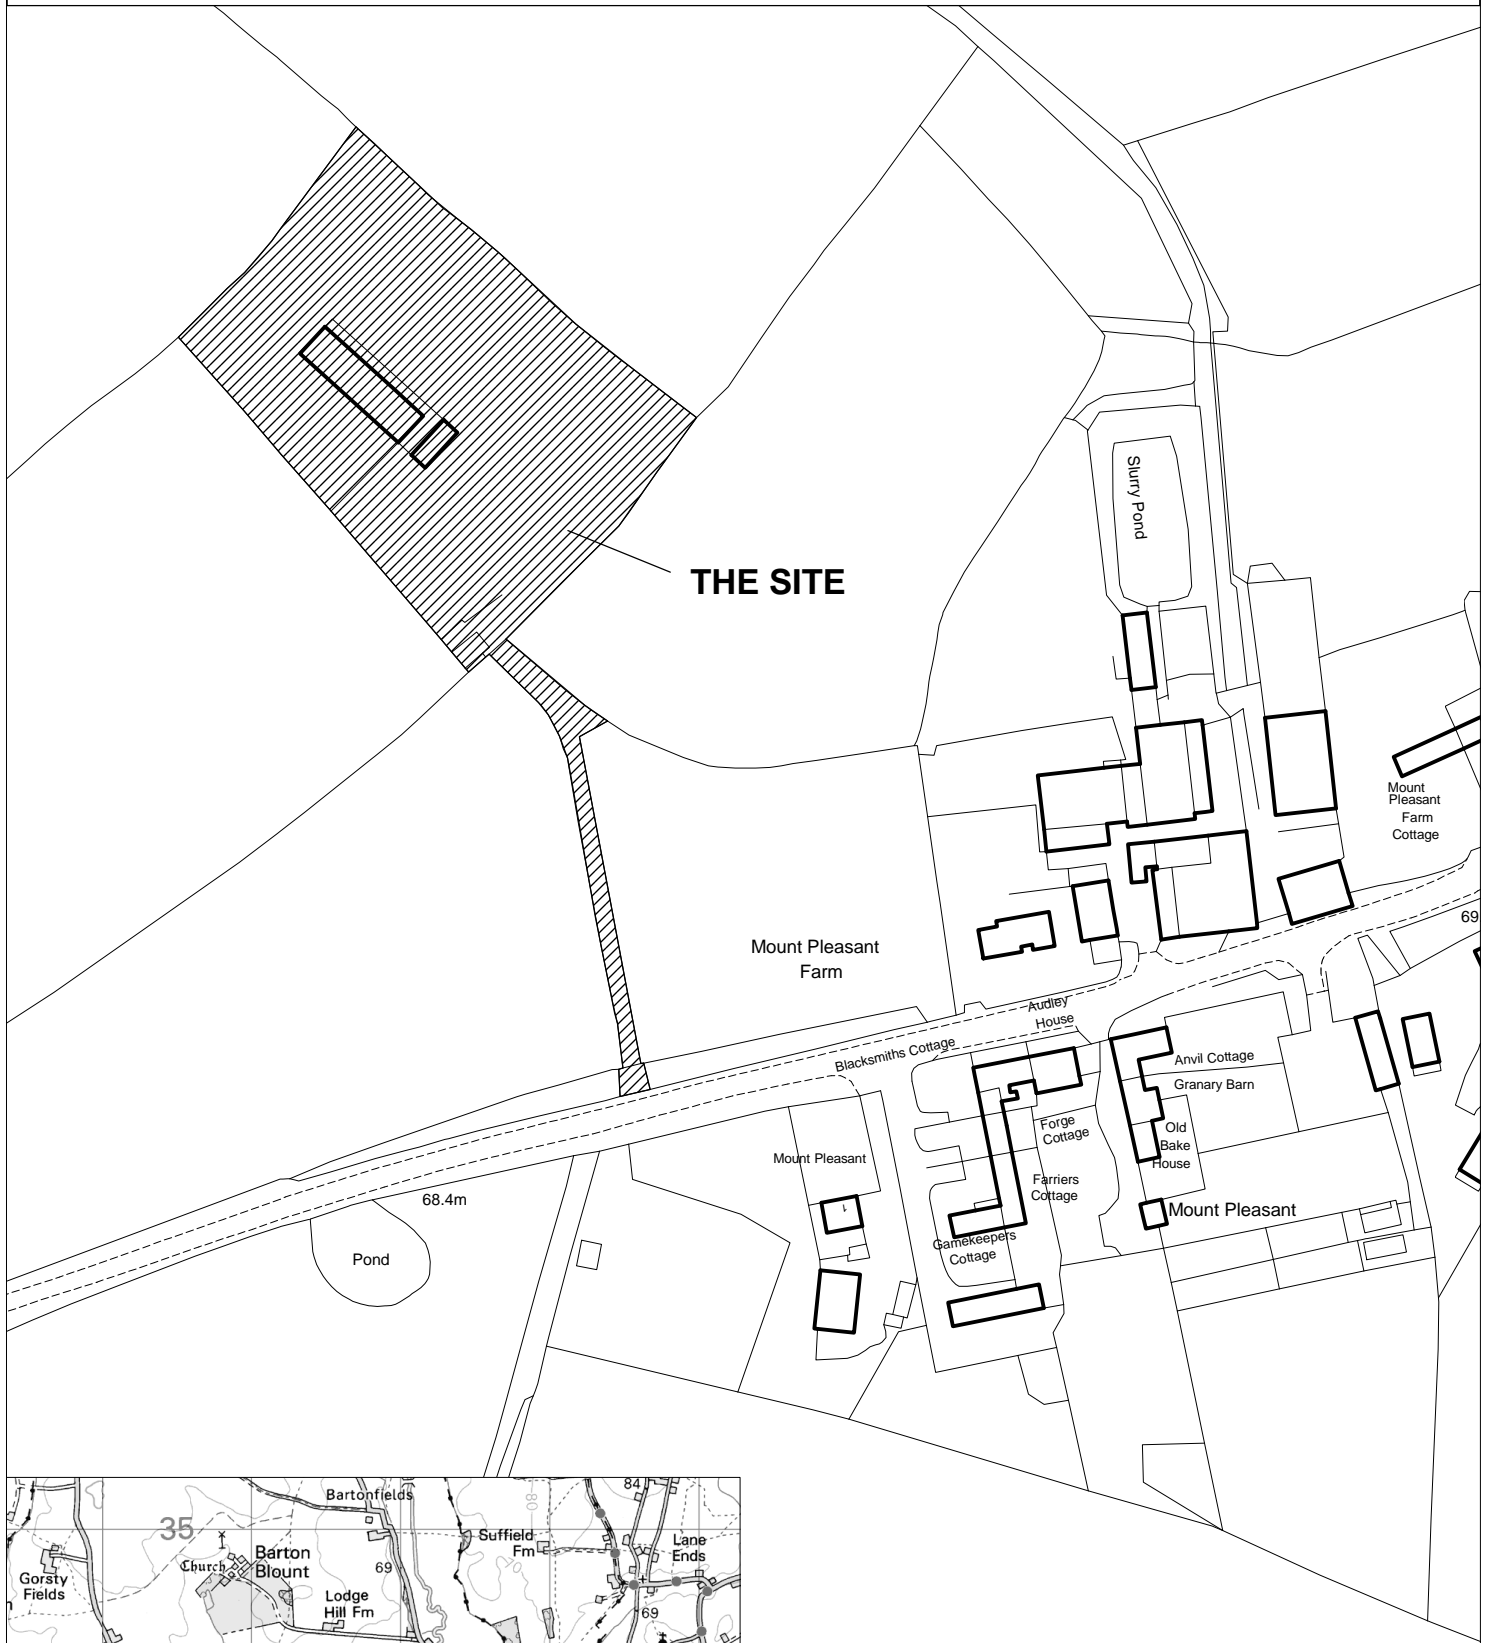 THE SITE
Slurry Pond
Mount
Pleasant
Farm
Cottage
69
Mount Pleasant
Farm
Audley
House
Blacksmiths Cottage
Anvil Cottage
Granary Barn
Forge
Cottage
Old
Bake
House
Mount Pleasant
Farriers
Cottage
1
Mount Pleasant
68.4m
Gamekeepers
Cottage
Pond
84
Bartonfields
80
35
Suffield
Fm
Lane
Ends
Church
Barton
Blount
69
Gorsty
Fields
Lodge
Hill Fm
69